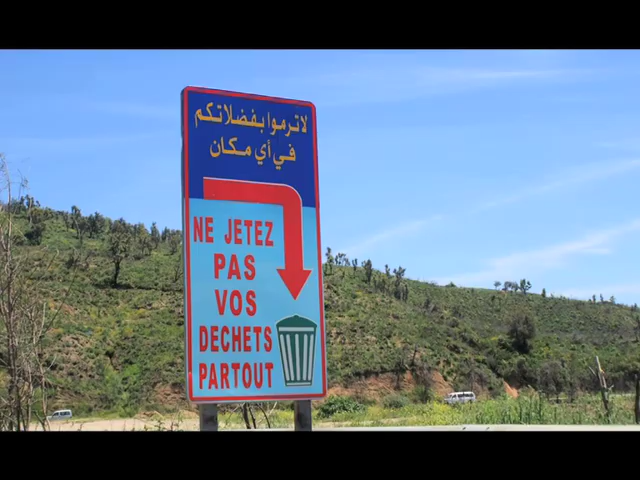 لاترموا بفضلاتكم
في أي مكان
NE JETEZ
PAS
VOS
DECHETS
PARTOUT